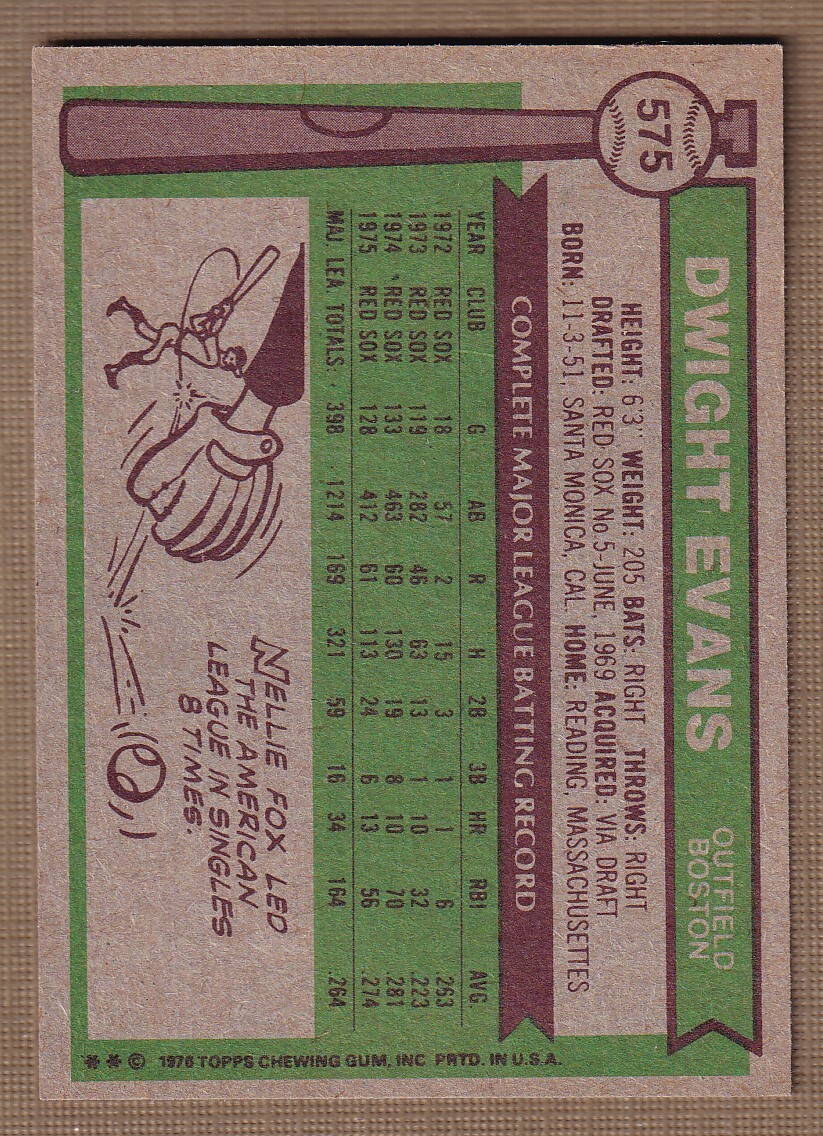 575
DWIGHT EVANS
OUTFIELD
BOSTON
HEIGHT: 6'3" WEIGHT: 205 BATS: RIGHT THROWS: RIGHT
DRAFTED: RED SOX No.5-JUNE, 1969 ACQUIRED: VIA DRAFT
BORN: 11-3-51, SANTA MONICA, CAL. HOME: READING, MASSACHUSETTES
COMPLETE MAJOR LEAGUE BATTING RECORD
YEAR CLUB G AB R H 2B 3B HR RBI AVG.
1972 RED SOX 18 57 2 15 3 1 1 6 .263
1973 RED SOX 119 282 46 63 13 1 10 32 .223
1974 RED SOX 133 463 60 130 19 8 10 70 .281
1975 RED SOX 128 412 61 113 24 6 13 56 .274
MAJ. LEA. TOTALS 398 1214 169 321 59 16 34 164 .264
NELLIE FOX LED
THE AMERICAN
LEAGUE IN SINGLES
8 TIMES.
** © 1976 TOPPS CHEWING GUM, INC PRTD. IN U.S.A.